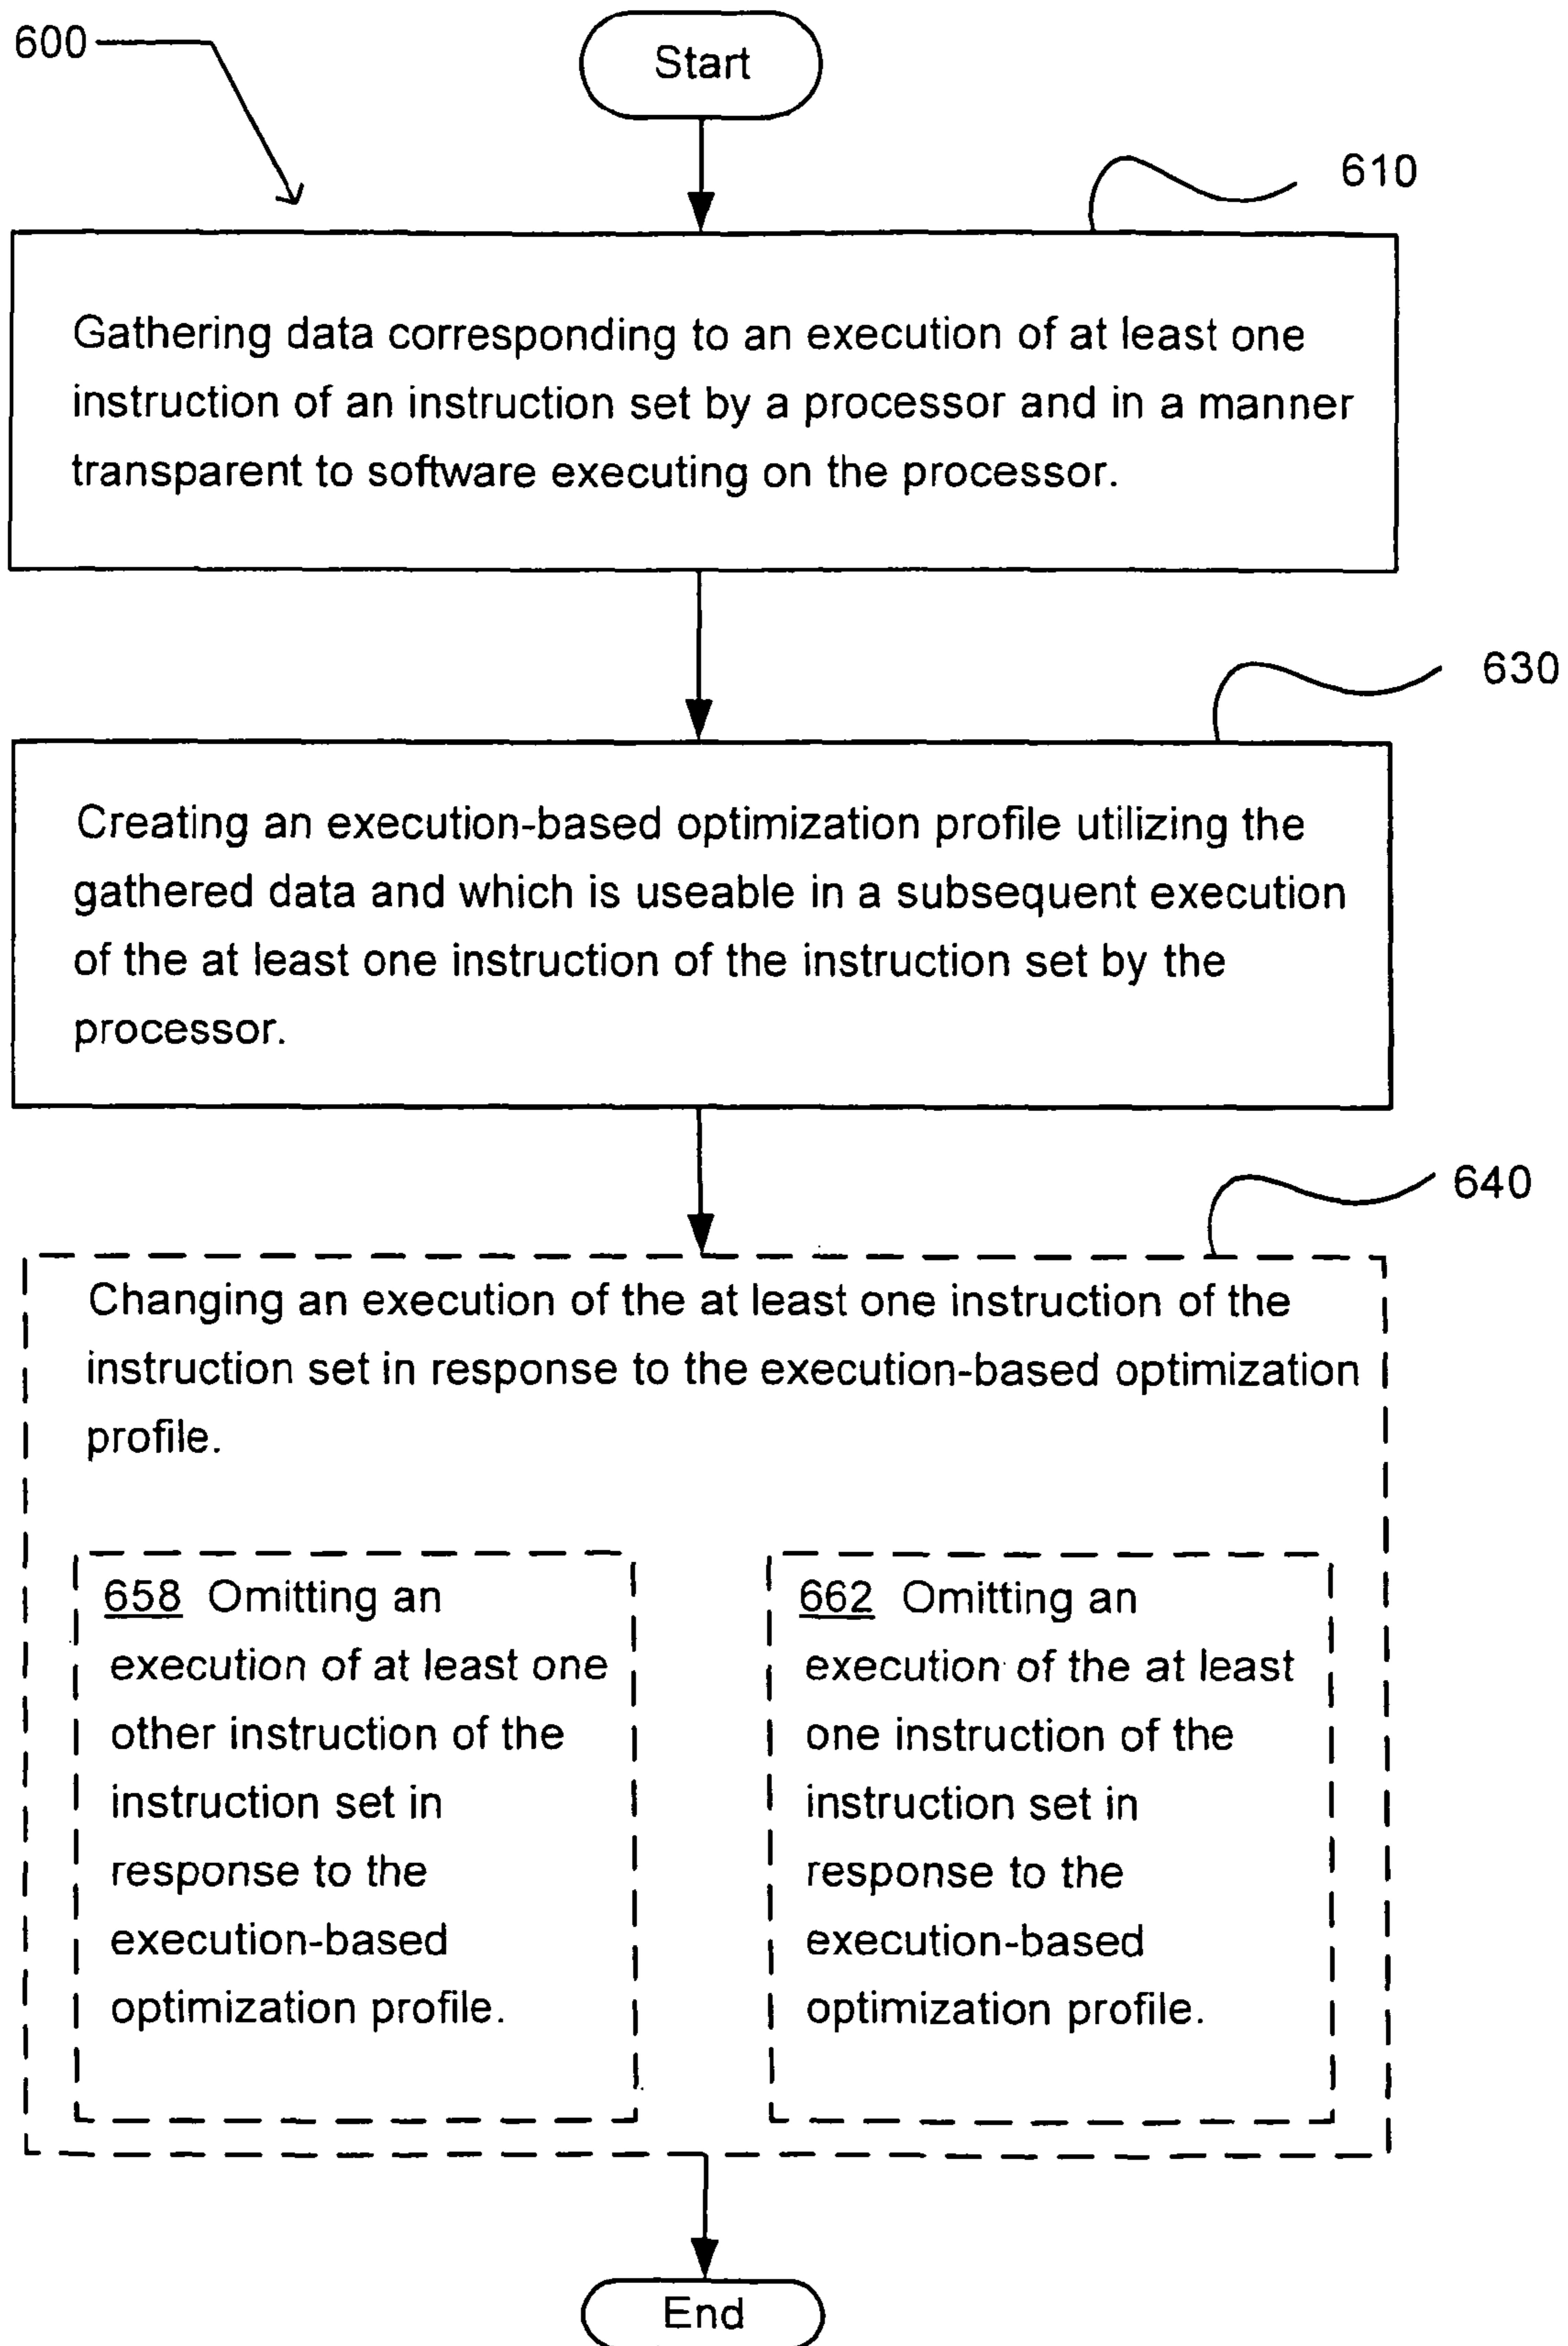 600
Start
610
Gathering data corresponding to an execution of at least one
instruction of an instruction set by a processor and in a manner
transparent to software executing on the processor.
630
Creating an execution-based optimization profile utilizing the
gathered data and which is useable in a subsequent execution
of the at least one instruction of the instruction set by the
processor.
640
Changing an execution of the at least one instruction of the
instruction set in response to the execution-based optimization
profile.
658 Omitting an
execution of at least one
other instruction of the
instruction set in
response to the
execution-based
optimization profile.
662 Omitting an
execution of the at least
one instruction of the
instruction set in
response to the
execution-based
optimization profile.
End